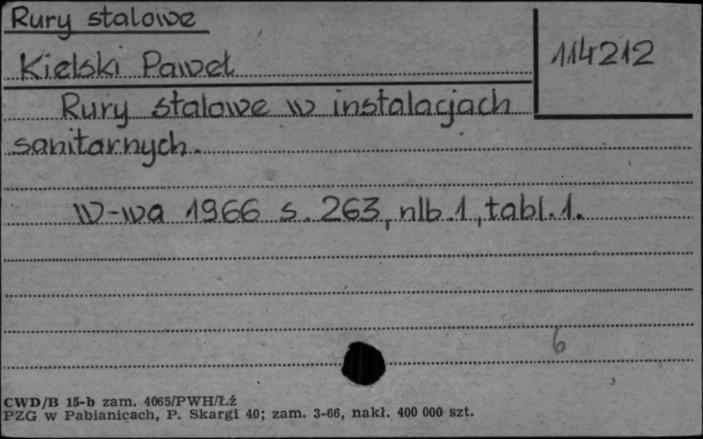 Rury stalowe
114212
Kielski Paweł
Rury stalowe w instalacjach
sanitarnych.
W-wa 1966 s. 263, nlb. 1, tabl. 1.
6
CWD/B 15-b zam. 4065/PWH/Łź
PZG w Pabianicach, P. Skargi 40; zam. 3-66, nakł. 400 000 szt.